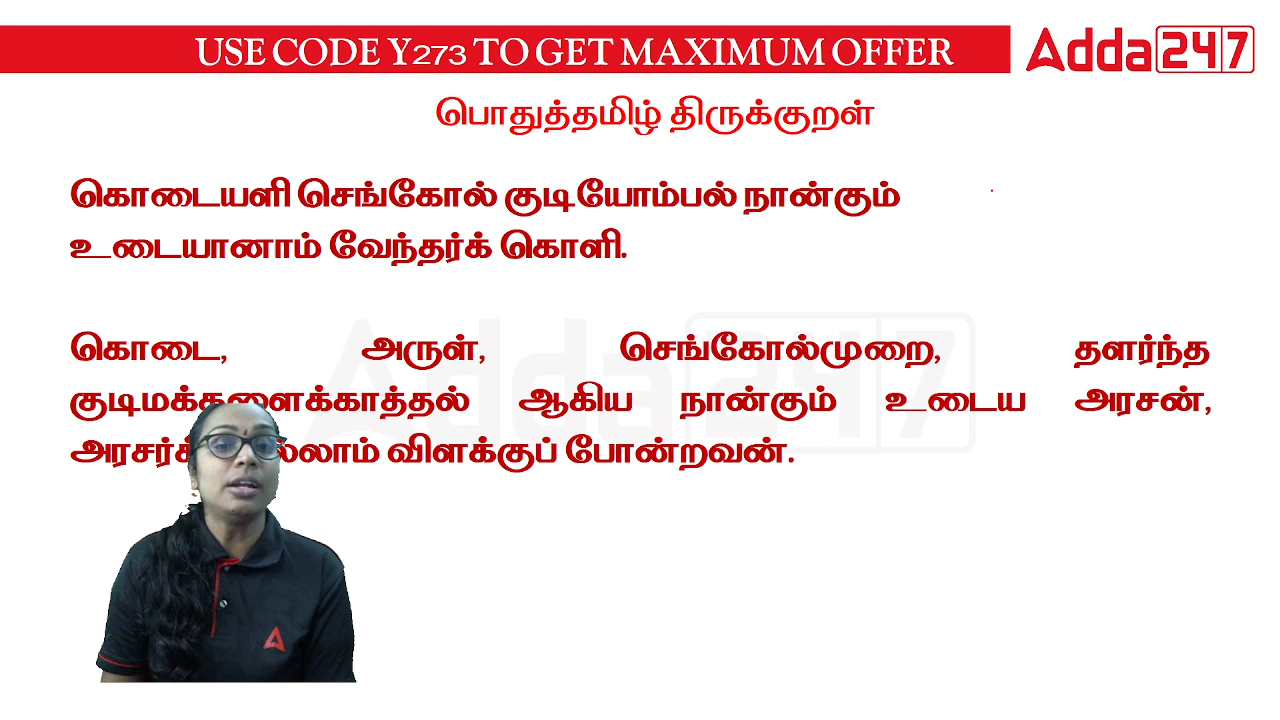 USE CODE Y273 TO GET MAXIMUM OFFER
Adda247
பொதுத்தமிழ் திருக்குறள்
கொடையளி செங்கோல் குடியோம்பல் நான்கும்
உடையானாம் வேந்தர்க் கொளி.
கொடை, அருள், செங்கோல்முறை, தளர்ந்த
குடிமக்களைக்காத்தல் ஆகிய நான்கும் உடைய அரசன்,
விளக்குப் போன்றவன்.